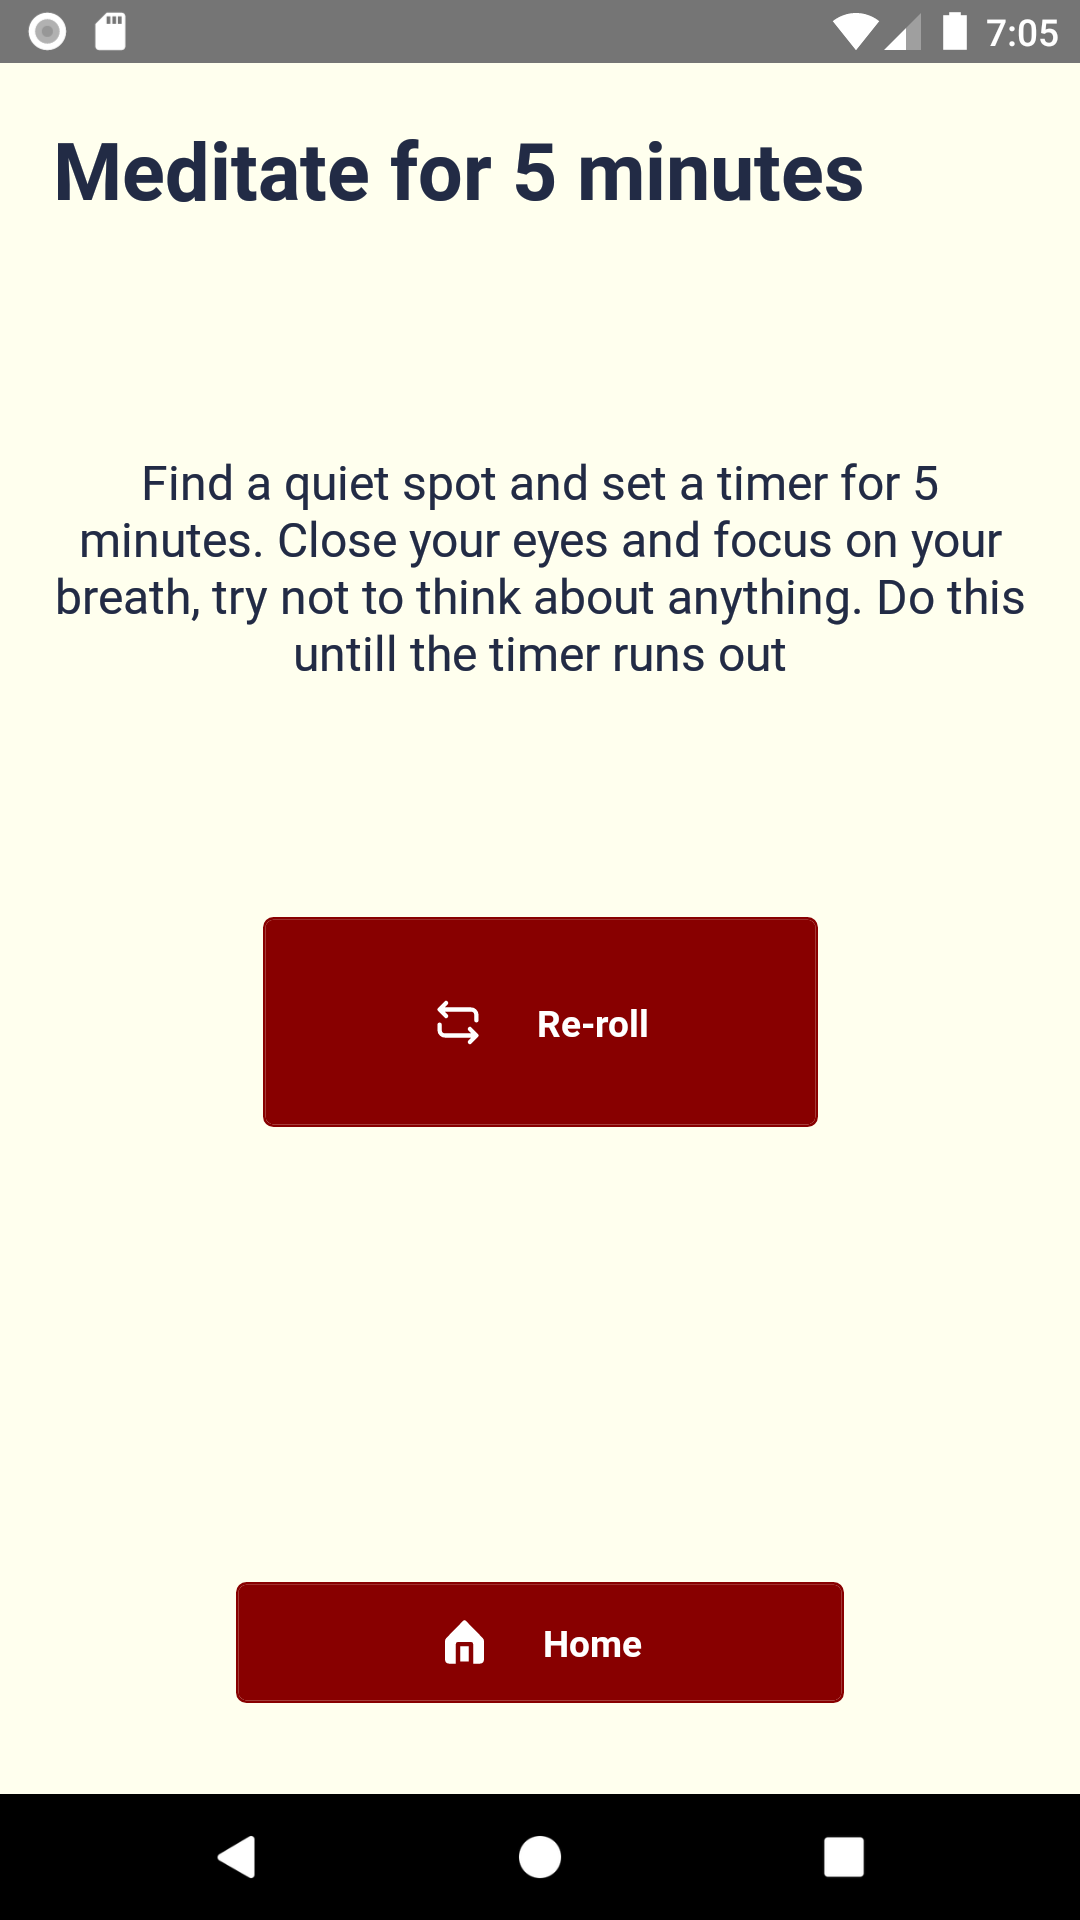 7:05
Meditate for 5 minutes
Find a quiet spot and set a timer for 5
minutes. Close your eyes and focus on your
breath, try not to think about anything. Do this
untill the timer runs out
Re-roll
Home